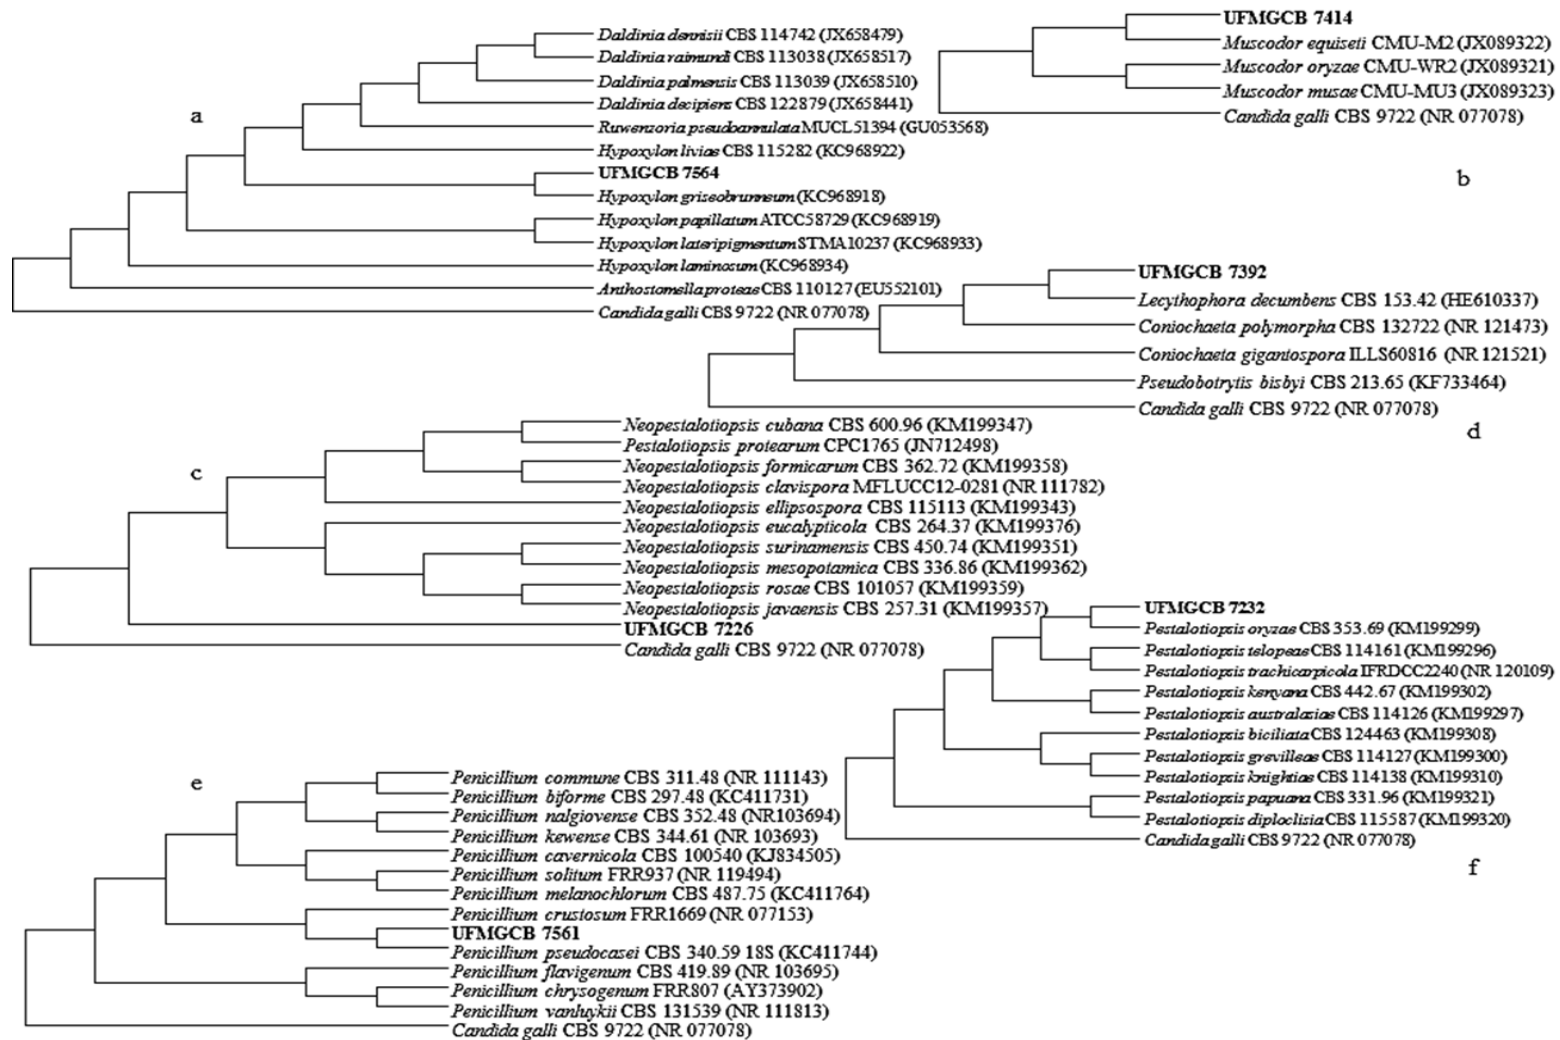 a
Daldinia dennisii CBS 114742 (JX658479)
Daldinia raimundi CBS 113038 (JX658517)
Daldinia palmensis CBS 113039 (JX658510)
Daldinia decipiens CBS 122879 (JX658441)
Ruwenzoria pseudoannulata MUCL51394 (GU053568)
Hypoxylon liviae CBS 115282 (KC968922)
UFMGCB 7564
Hypoxylon griseobrunneum (KC968918)
Hypoxylon papillatum ATCC58729 (KC968919)
Hypoxylon lateripigmentum STMA10237 (KC968933)
Hypoxylon laminosum (KC968934)
Anthostomella proteae CBS 110127 (EU552101)
Candida galli CBS 9722 (NR 077078)
UFMGCB 7414
Muscodor equiseti CMU-M2 (JX089322)
Muscodor oryzae CMU-WR2 (JX089321)
Muscodor musae CMU-MU3 (JX089323)
Candida galli CBS 9722 (NR 077078)
b
c
Neopestalotiopsis cubana CBS 600.96 (KM199347)
Pestalotiopsis protearum CPC1765 (JN712498)
Neopestalotiopsis formicarum CBS 362.72 (KM199358)
Neopestalotiopsis clavispora MFLUCC12-0281 (NR 111782)
Neopestalotiopsis ellipsospora CBS 115113 (KM199343)
Neopestalotiopsis eucalypticola CBS 264.37 (KM199376)
Neopestalotiopsis surinamensis CBS 450.74 (KM199351)
Neopestalotiopsis mesopotamica CBS 336.86 (KM199362)
Neopestalotiopsis rosae CBS 101057 (KM199359)
Neopestalotiopsis javaensis CBS 257.31 (KM199357)
UFMGCB 7226
Candida galli CBS 9722 (NR 077078)
UFMGCB 7392
Lecythophora decumbens CBS 153.42 (HE610337)
Coniochaeta polymorpha CBS 132722 (NR 121473)
Coniochaeta gigantospora ILLS60816 (NR 121521)
Pseudobotrytis bisbyi CBS 213.65 (KF733464)
Candida galli CBS 9722 (NR 077078)
d
e
Penicillium commune CBS 311.48 (NR 111143)
Penicillium biforme CBS 297.48 (KC411731)
Penicillium nalgiovense CBS 352.48 (NR103694)
Penicillium kewense CBS 344.61 (NR 103693)
Penicillium cavernicola CBS 100540 (KJ834505)
Penicillium solitum FRR937 (NR 119494)
Penicillium melanochlorum CBS 487.75 (KC411764)
Penicillium crustosum FRR1669 (NR 077153)
UFMGCB 7561
Penicillium pseudocasei CBS 340.59 18S (KC411744)
Penicillium flavigenum CBS 419.89 (NR 103695)
Penicillium chrysogenum FRR807 (AY373902)
Penicillium vanluykii CBS 131539 (NR 111813)
Candida galli CBS 9722 (NR 077078)
UFMGCB 7232
Pestalotiopsis oryzae CBS 353.69 (KM199299)
Pestalotiopsis telopeae CBS 114161 (KM199296)
Pestalotiopsis trachicarpicola IFRDCC2240 (NR 120109)
Pestalotiopsis kenyana CBS 442.67 (KM199302)
Pestalotiopsis australasiae CBS 114126 (KM199297)
Pestalotiopsis biciliata CBS 124463 (KM199308)
Pestalotiopsis grevilleae CBS 114127 (KM199300)
Pestalotiopsis knightiae CBS 114138 (KM199310)
Pestalotiopsis papuana CBS 331.96 (KM199321)
Pestalotiopsis diploclisia CBS 115587 (KM199320)
Candida galli CBS 9722 (NR 077078)
f